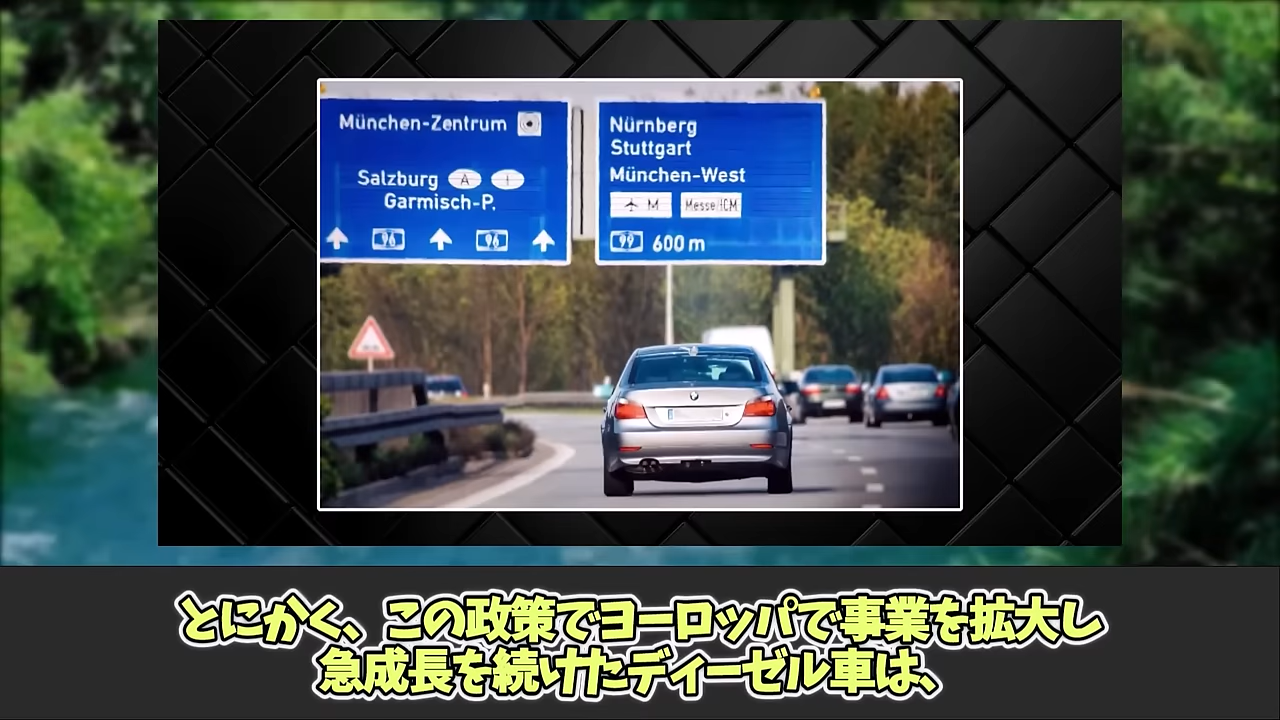 München-Zentrum
Salzburg A I
Garmisch-P.
96 96
Nürnberg
Stuttgart
München-West
M Messe/ICM
99 600 m
とにかく、この政策でヨーロッパで事業を拡大し
急成長を続けたディーゼル車は、